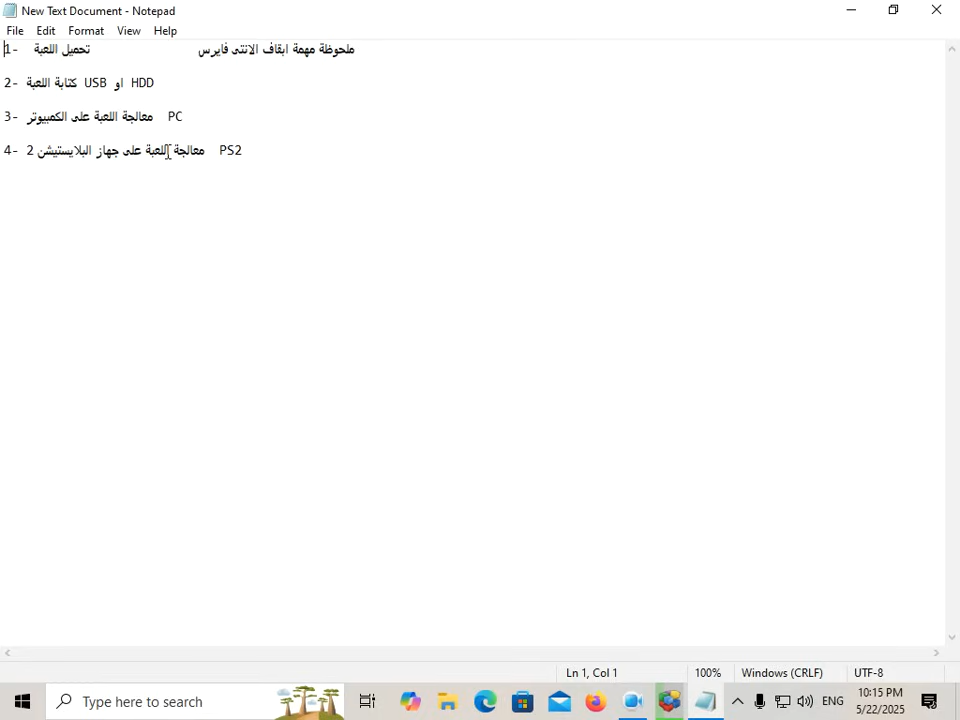 New Text Document - Notepad
File Edit Format View Help
1- تحميل اللعبة ملحوظة مهمة ابقاف الانتى فايرس
2- كتابة اللعبة USB او HDD
3- معالجة اللعبة على الكمبيوتر PC
4- معالجة اللعبة على جهاز البلايستيشن 2 PS2
Ln 1, Col 1 100% Windows (CRLF) UTF-8
Type here to search
ENG
10:15 PM
5/22/2025